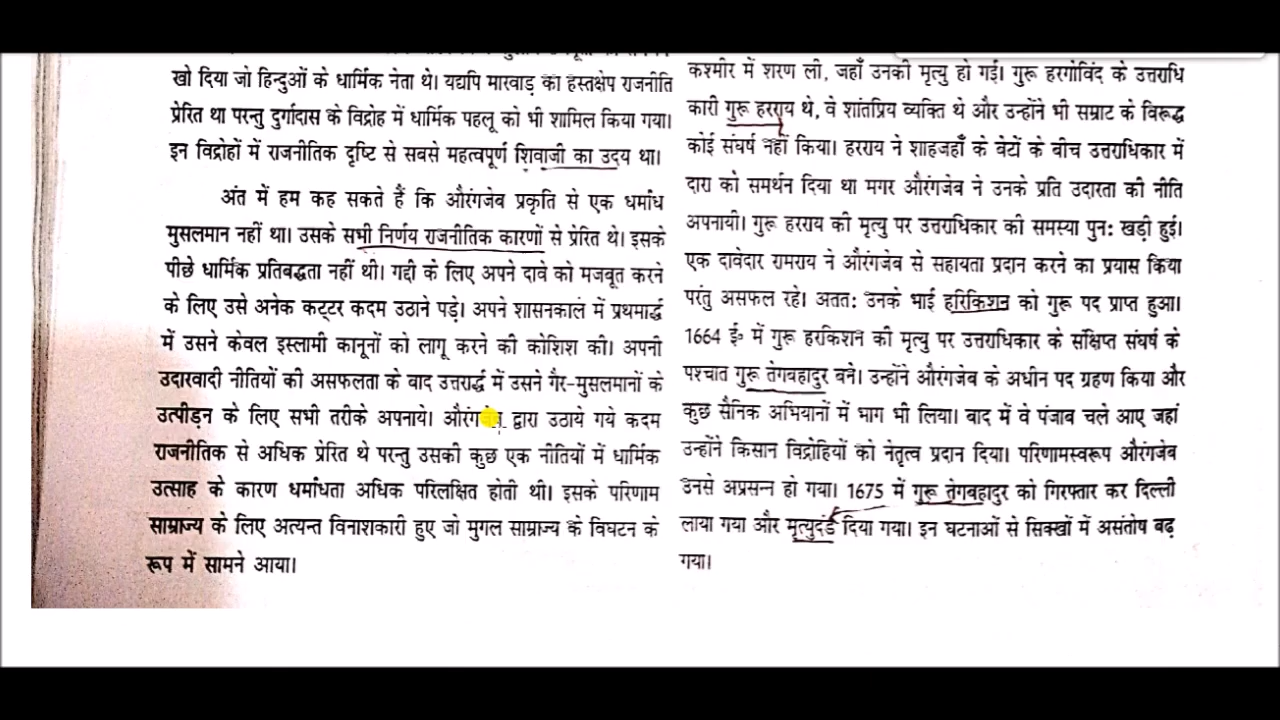 खो दिया जो हिन्दुओं के धार्मिक नेता थे। यद्यपि मारवाड़ का हस्तक्षेप राजनीति
प्रेरित था परन्तु दुर्गादास के विद्रोह में धार्मिक पहलू को भी शामिल किया गया।
इन विद्रोहों में राजनीतिक दृष्टि से सबसे महत्वपूर्ण शिवाजी का उदय था।
अंत में हम कह सकते हैं कि औरंगजेब प्रकृति से एक धर्मांध
मुसलमान नहीं था। उसके सभी निर्णय राजनीतिक कारणों से प्रेरित थे। इसके
पीछे धार्मिक प्रतिबद्धता नहीं थी। गद्दी के लिए अपने दावे को मजबूत करने
के लिए उसे अनेक कट्टर कदम उठाने पड़े। अपने शासनकाल में प्रथमार्द्ध
में उसने केवल इस्लामी कानूनों को लागू करने की कोशिश की। अपनी
उदारवादी नीतियों की असफलता के वाद उत्तरार्द्ध में उसने गैर-मुसलमानों के
उत्पीड़न के लिए सभी तरीके अपनाये। द्वारा उठाये गये कदम
राजनीतिक से अधिक प्रेरित थे परन्तु उसकी कुछ एक नीतियों में धार्मिक
उत्साह के कारण धर्मांधता अधिक परिलक्षित होती थी। इसके परिणाम
साम्राज्य के लिए अत्यन्त विनाशकारी हुए जो मुगल साम्राज्य के विघटन के
रूप में सामने आया।
कश्मीर में शरण ली, जहाँ उनकी मृत्यु हो गई। गुरू हरगोविंद के उत्तराधि
कारी गुरू हरराय थे, वे शांतप्रिय व्यक्ति थे और उन्होंने भी सम्राट के विरूद्ध
कोई संघर्ष नहीं किया। हरराय ने शाहजहाँ के वेटों के वीच उत्तराधिकार में
दारा को समर्थन दिया था मगर औरंगजेव ने उनके प्रति उदारता की नीति
अपनायी। गुरू हरराय की मृत्यु पर उत्तराधिकार की समस्या पुन: खड़ी हुई।
एक दावेदार रामराय ने औरंगजेव से सहायता प्रदान करने का प्रयास किया
परंतु असफल रहे। अतत: उनके भाई हरिकिशन को गुरू पद प्राप्त हुआ।
1664 ई॰ में गुरू हरकिशन की मृत्यु पर उत्तराधिकार के संक्षिप्त संघर्ष के
पश्चात गुरू तेगवहादुर वने। उन्होंने औरंगजेव के अधीन पद ग्रहण किया और
कुछ सैनिक अभियानों में भाग भी लिया। वाद में वे पंजाव चले आए जहां
उन्होंने किसान विद्रोहियों को नेतृत्व प्रदान दिया। परिणामस्वरूप औरंगजेव
उनसे अप्रसन्न हो गया। 1675 में गुरू तेगवहादुर को गिरफ्तार कर दिल्ली
लाया गया और मृत्युदंड दिया गया। इन घटनाओं से सिक्खों में असंतोष बढ़
गया।